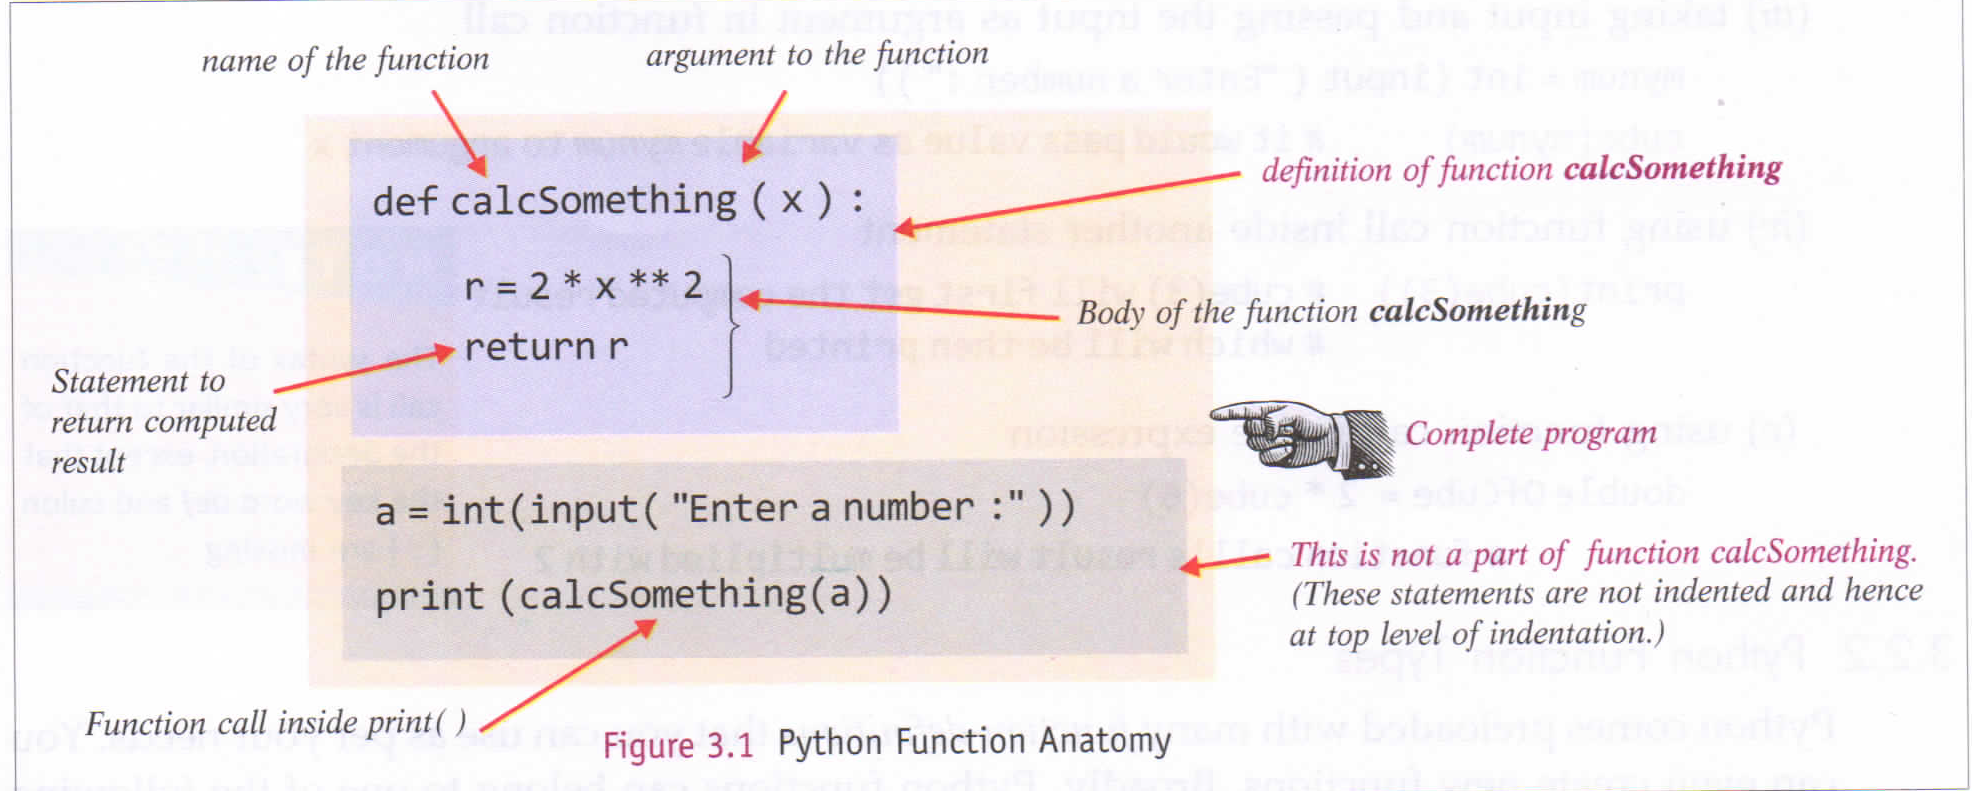 name of the function
argument to the function
def calcSomething ( x ) :
definition of function calcSomething
r = 2 * x ** 2
Body of the function calcSomething
return r
Statement to
return computed
result
Complete program
a = int(input( "Enter a number :" ))
This is not a part of function calcSomething.
print (calcSomething(a))
(These statements are not indented and hence
at top level of indentation.)
Function call inside print( )
Figure 3.1 Python Function Anatomy